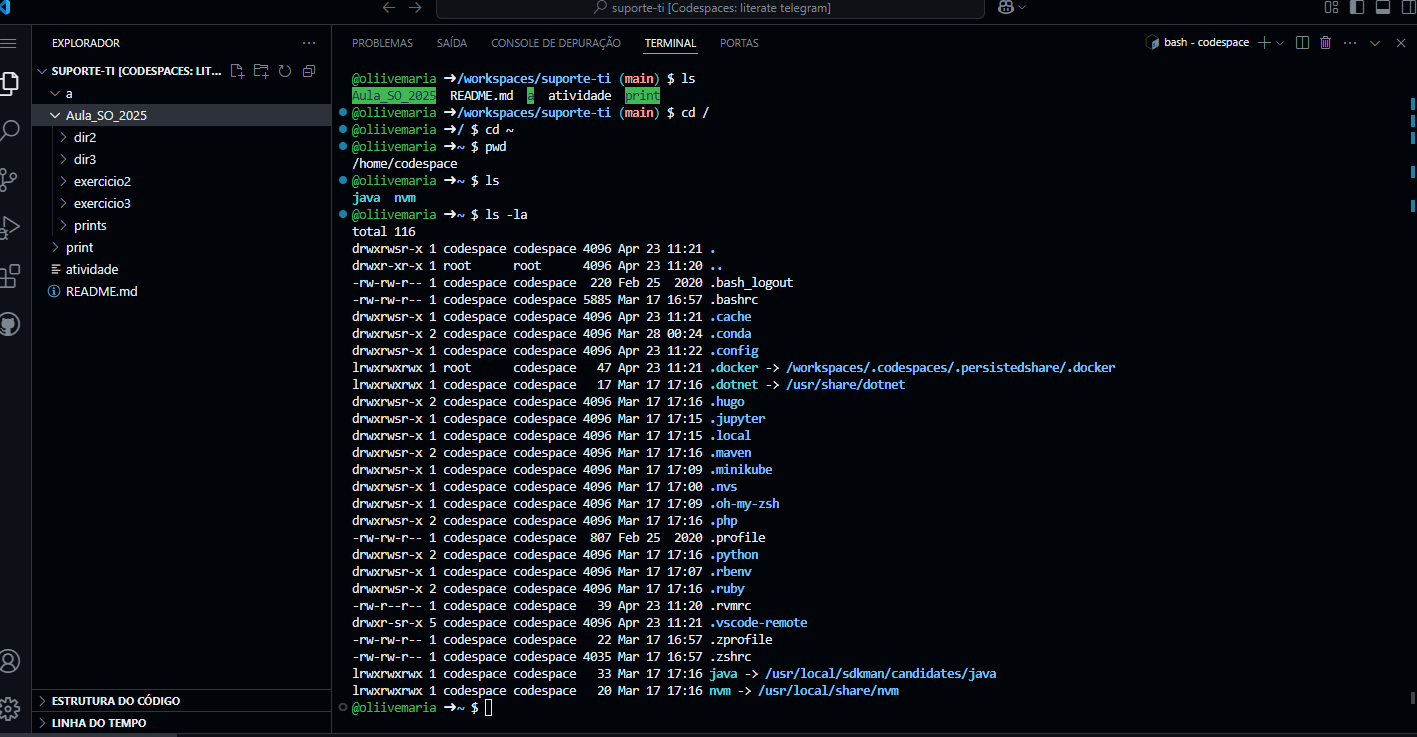 suporte-ti [Codespaces: literate telegram]
EXPLORADOR
SUPORTE-TI [CODESPACES: LIT...
a
Aula_SO_2025
dir2
dir3
exercicio2
exercicio3
prints
print
atividade
README.md
ESTRUTURA DO CÓDIGO
LINHA DO TEMPO
PROBLEMAS SAÍDA CONSOLE DE DEPURAÇÃO TERMINAL PORTAS
bash - codespace
@oliivemaria ➜/workspaces/suporte-ti (main) $ ls
Aula_SO_2025 README.md a atividade print
@oliivemaria ➜/workspaces/suporte-ti (main) $ cd /
@oliivemaria ➜/ $ cd ~
@oliivemaria ➜~ $ pwd
/home/codespace
@oliivemaria ➜~ $ ls
java nvm
@oliivemaria ➜~ $ ls -la
total 116
drwxrwsr-x 1 codespace codespace 4096 Apr 23 11:21 .
drwxr-xr-x 1 root root 4096 Apr 23 11:20 ..
-rw-rw-r-- 1 codespace codespace 220 Feb 25 2020 .bash_logout
-rw-rw-r-- 1 codespace codespace 5885 Mar 17 16:57 .bashrc
drwxrwsr-x 1 codespace codespace 4096 Apr 23 11:21 .cache
drwxrwsr-x 2 codespace codespace 4096 Mar 28 00:24 .conda
drwxrwsr-x 1 codespace codespace 4096 Apr 23 11:22 .config
lrwxrwxrwx 1 root codespace 47 Apr 23 11:21 .docker -> /workspaces/.codespaces/.persistedshare/.docker
lrwxrwxrwx 1 codespace codespace 17 Mar 17 17:16 .dotnet -> /usr/share/dotnet
drwxrwsr-x 2 codespace codespace 4096 Mar 17 17:16 .hugo
drwxrwsr-x 1 codespace codespace 4096 Mar 17 17:15 .jupyter
drwxrwsr-x 1 codespace codespace 4096 Mar 17 17:15 .local
drwxrwsr-x 2 codespace codespace 4096 Mar 17 17:16 .maven
drwxrwsr-x 1 codespace codespace 4096 Mar 17 17:09 .minikube
drwxrwsr-x 1 codespace codespace 4096 Mar 17 17:00 .nvs
drwxrwsr-x 1 codespace codespace 4096 Mar 17 17:09 .oh-my-zsh
drwxrwsr-x 2 codespace codespace 4096 Mar 17 17:16 .php
-rw-rw-r-- 1 codespace codespace 807 Feb 25 2020 .profile
drwxrwsr-x 2 codespace codespace 4096 Mar 17 17:16 .python
drwxrwsr-x 1 codespace codespace 4096 Mar 17 17:07 .rbenv
drwxrwsr-x 2 codespace codespace 4096 Mar 17 17:16 .ruby
-rw-r--r-- 1 codespace codespace 39 Apr 23 11:20 .rvmrc
drwxr-sr-x 5 codespace codespace 4096 Apr 23 11:21 .vscode-remote
-rw-rw-r-- 1 codespace codespace 22 Mar 17 16:57 .zprofile
-rw-rw-r-- 1 codespace codespace 4035 Mar 17 16:57 .zshrc
lrwxrwxrwx 1 codespace codespace 33 Mar 17 17:16 java -> /usr/local/sdkman/candidates/java
lrwxrwxrwx 1 codespace codespace 20 Mar 17 17:16 nvm -> /usr/local/share/nvm
@oliivemaria ➜~ $